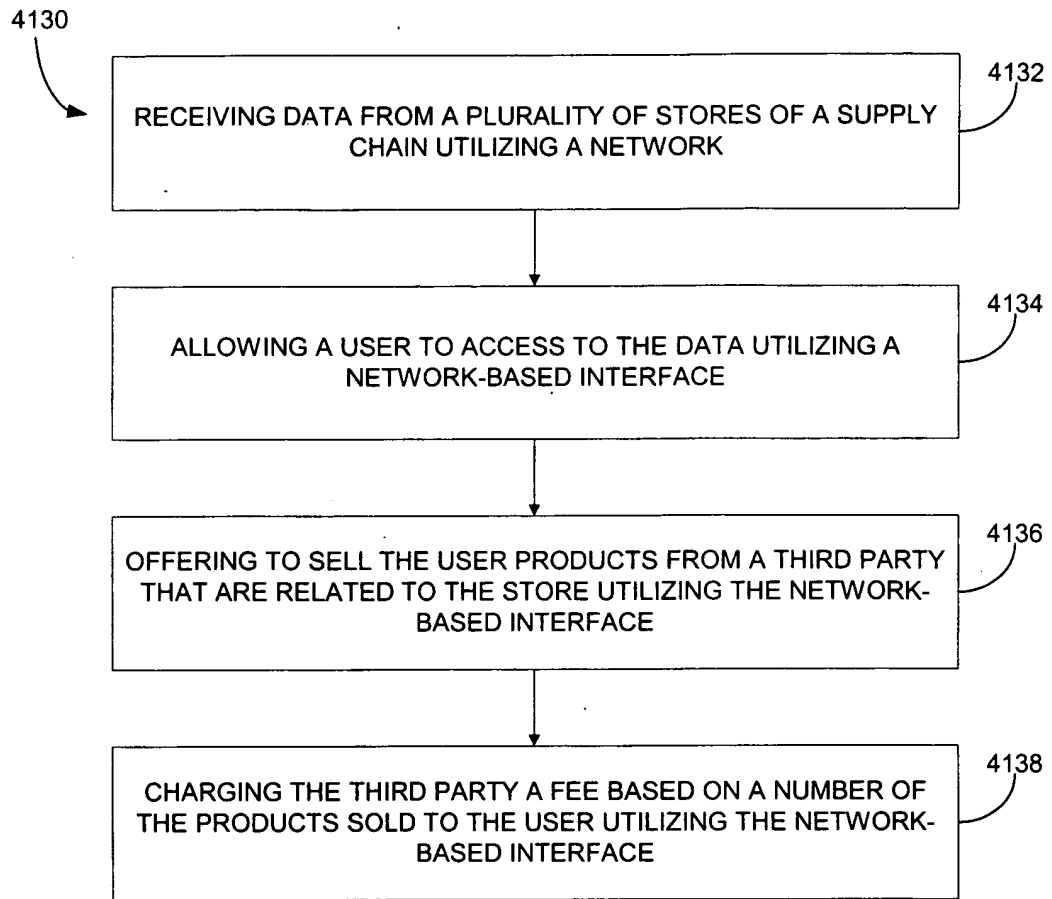 4130
4132
RECEIVING DATA FROM A PLURALITY OF STORES OF A SUPPLY
CHAIN UTILIZING A NETWORK
4134
ALLOWING A USER TO ACCESS TO THE DATA UTILIZING A
NETWORK-BASED INTERFACE
4136
OFFERING TO SELL THE USER PRODUCTS FROM A THIRD PARTY
THAT ARE RELATED TO THE STORE UTILIZING THE NETWORK-
BASED INTERFACE
4138
CHARGING THE THIRD PARTY A FEE BASED ON A NUMBER OF
THE PRODUCTS SOLD TO THE USER UTILIZING THE NETWORK-
BASED INTERFACE